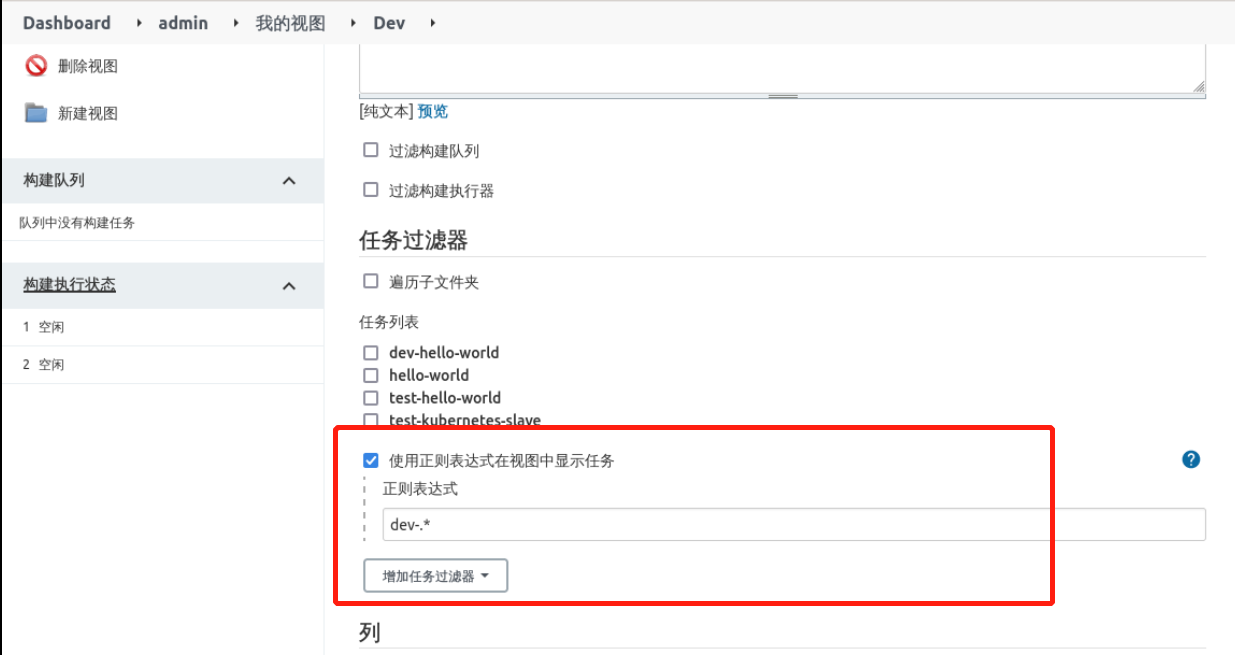 Dashboard admin 我的视图 Dev
删除视图
新建视图
构建队列
队列中没有构建任务
构建执行状态
1 空闲
2 空闲
[纯文本] 预览
过滤构建队列
过滤构建执行器
任务过滤器
遍历子文件夹
任务列表
dev-hello-world
hello-world
test-hello-world
test-kubernetes-slave
使用正则表达式在视图中显示任务
?
正则表达式
dev-.*
增加任务过滤器
列